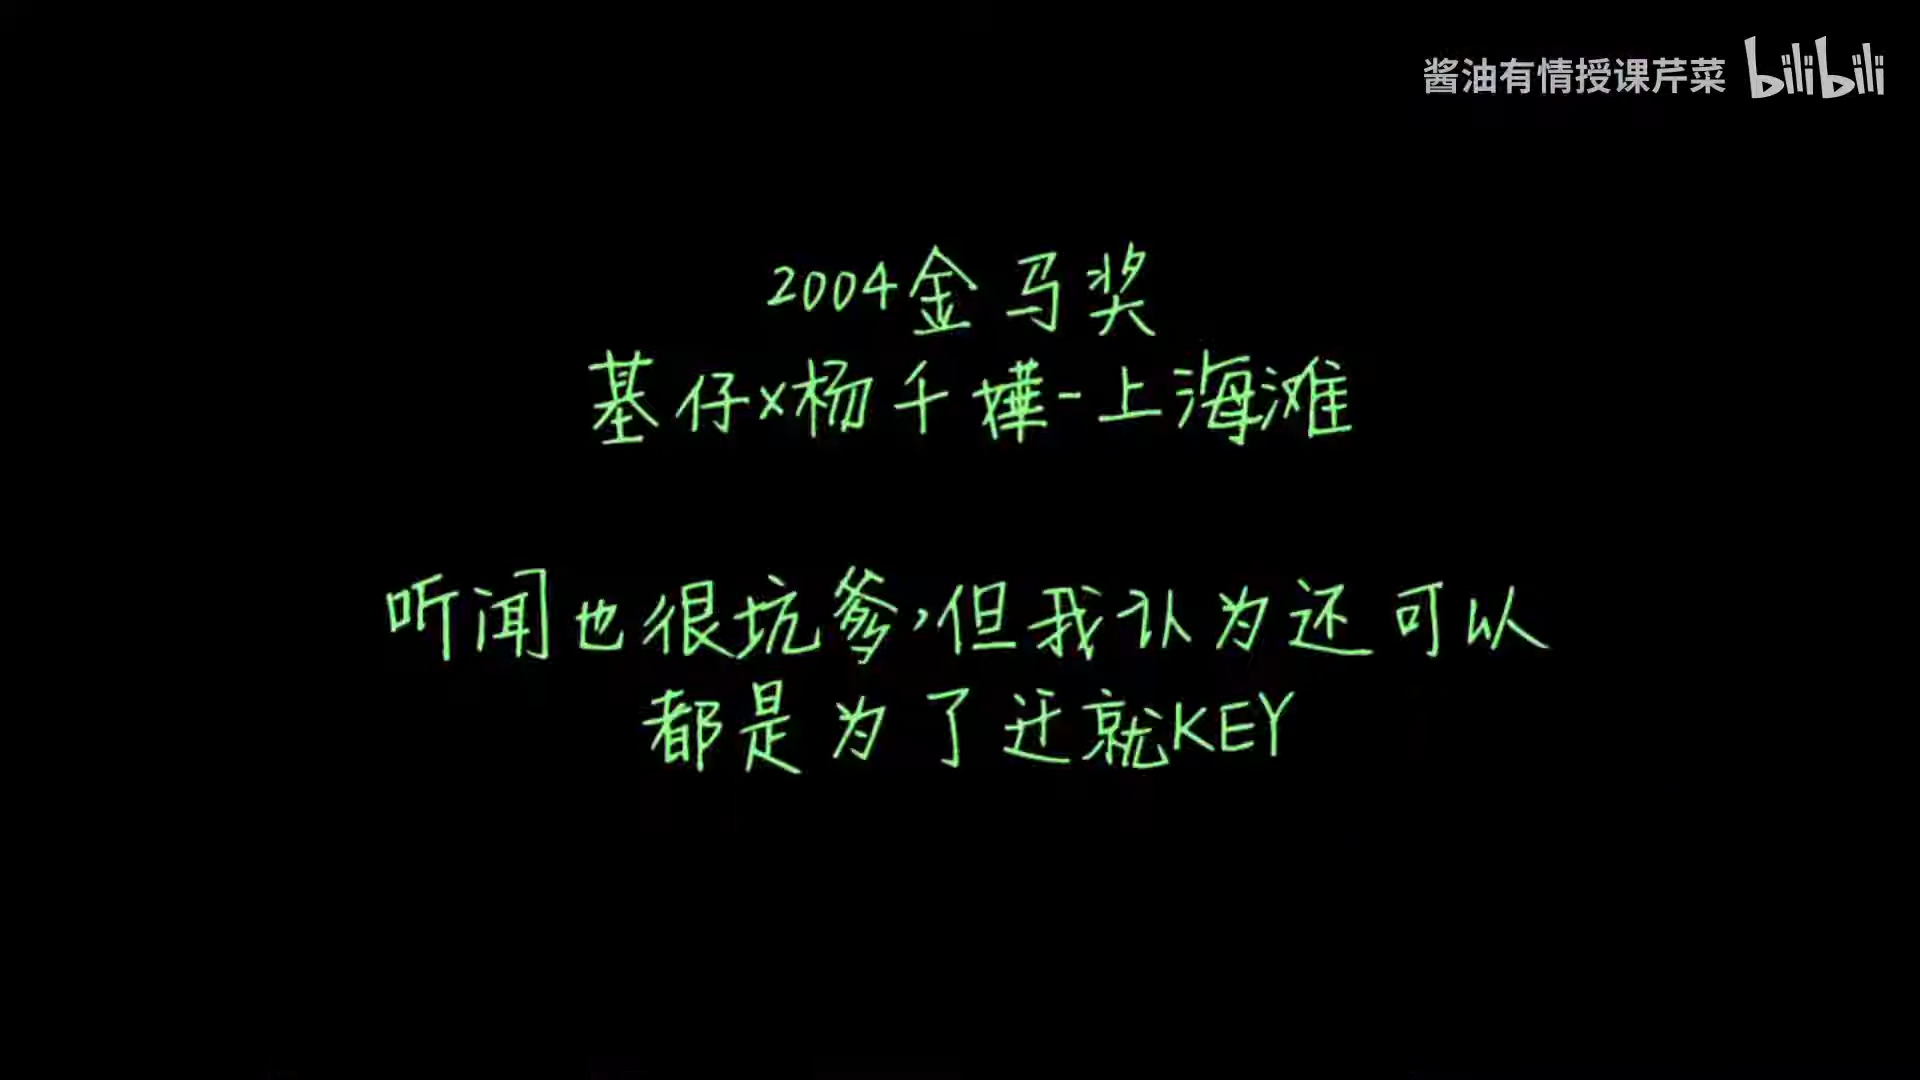 酱油有情授课芹菜 bilibili
2004金马奖
基仔x杨千嬅-上海滩
听闻也很坑爹,但我认为还可以
都是为了迁就KEY